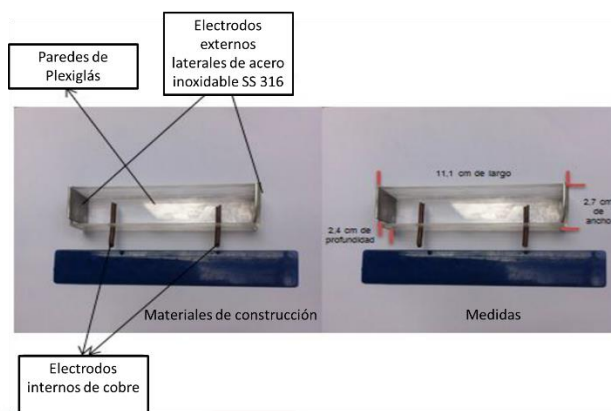 Electrodos
externos
laterales de acero
inoxidable SS 316
Paredes de
Plexiglás
11,1 cm de largo
2,7 cm
de
ancho
2,4 cm de
profundidad
Materiales de construcción
Medidas
Electrodos
internos de cobre